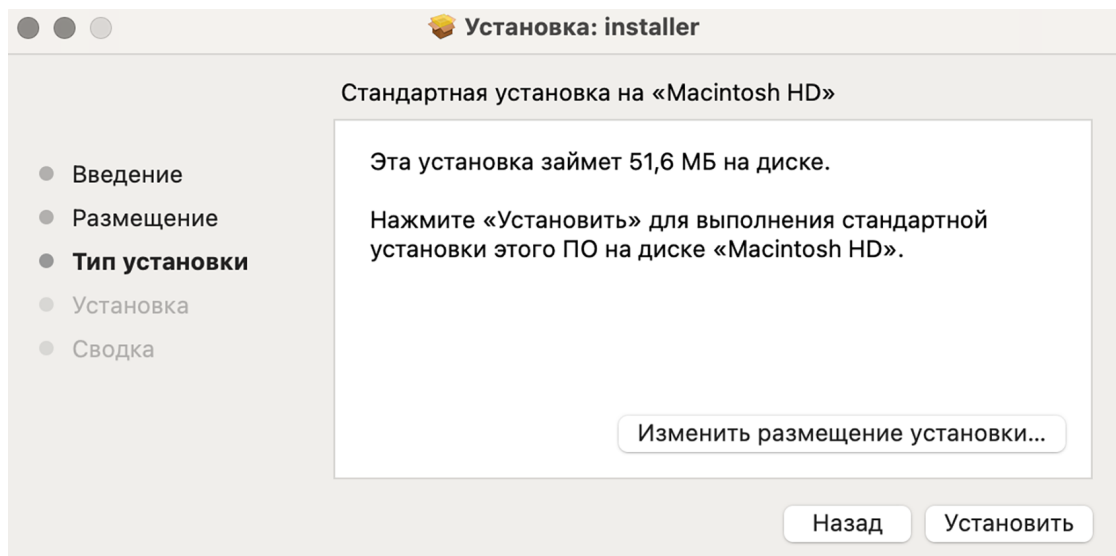 Установка: installer
Стандартная установка на «Macintosh HD»
Введение
Размещение
Тип установки
Установка
Сводка
Эта установка займет 51,6 МБ на диске.
Нажмите «Установить» для выполнения стандартной
установки этого ПО на диске «Macintosh HD».
Изменить размещение установки...
Назад
Установить